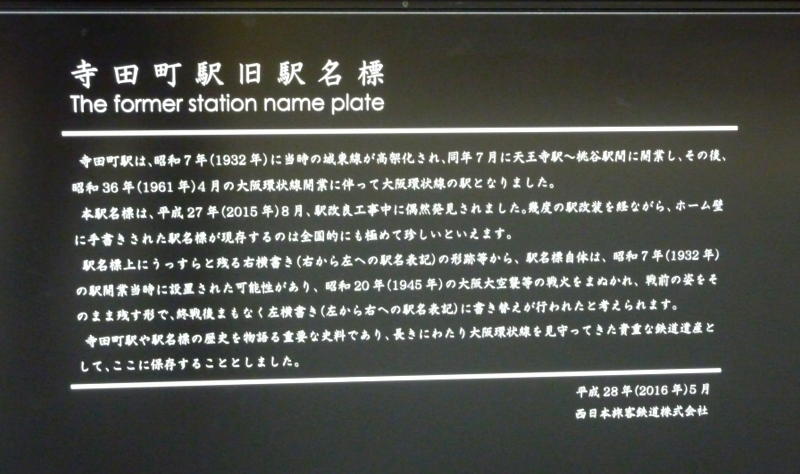 寺田町駅旧駅名標
The former station name plate
寺田町駅は、昭和7年(1932年)に当時の城東線が高架化され、同年7月に天王寺駅～桃谷駅間に開業し、その後、
昭和36年(1961年)4月の大阪環状線開業に伴って大阪環状線の駅となりました。
本駅名標は、平成27年(2015年)8月、駅改良工事中に偶然発見されました。幾度の駅改装を経ながら、ホーム壁
に手書きされた駅名標が現存するのは全国的にも極めて珍しいといえます。
駅名標上にうっすらと残る右横書き(右から左への駅名表記)の形跡等から、駅名標自体は、昭和7年(1932年)
の駅開業当時に設置された可能性があり、昭和20年(1945年)の大阪大空襲等の戦火をまぬかれ、戦前の姿をそ
のまま残す形で、終戦後まもなく左横書き(左から右への駅名表記)に書き替えが行われたと考えられます。
寺田町駅や駅名標の歴史を物語る重要な史料であり、長きにわたり大阪環状線を見守ってきた貴重な鉄道遺産と
して、ここに保存することとしました。
平成28年(2016年)5月
西日本旅客鉄道株式会社